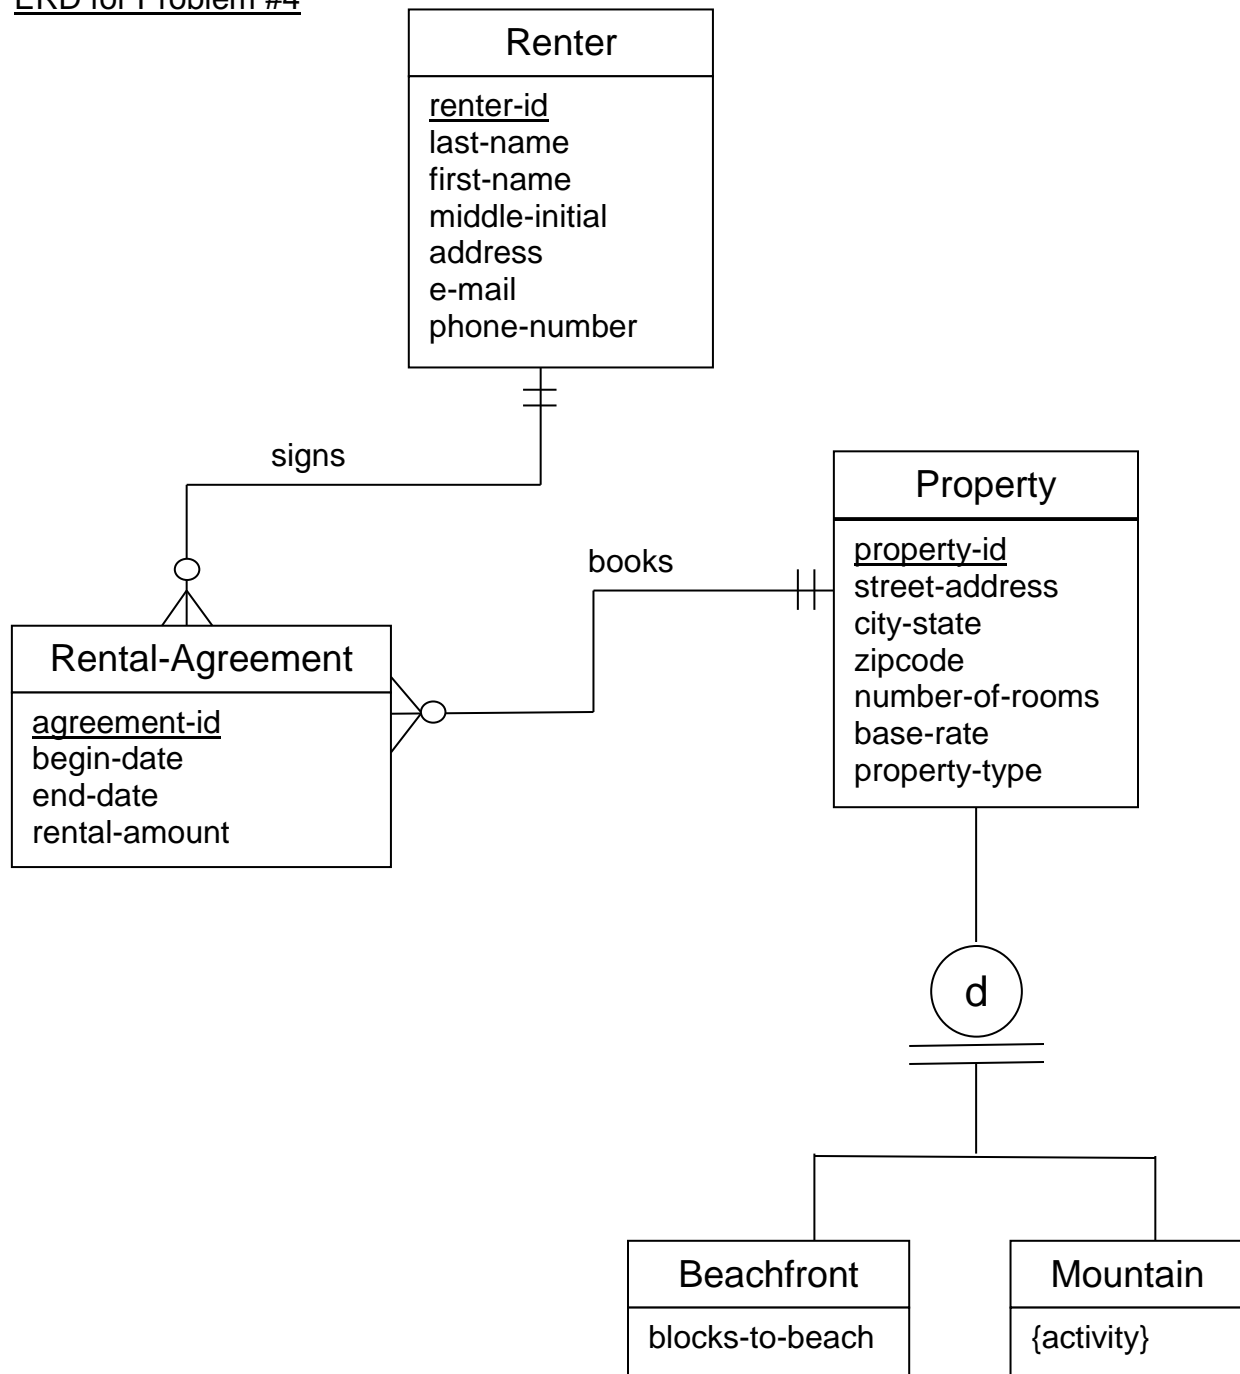 ERD for Problem #4
Renter
renter-id
last-name
first-name
middle-initial
address
e-mail
phone-number
signs
Property
property-id
street-address
city-state
zipcode
number-of-rooms
base-rate
property-type
books
Rental-Agreement
agreement-id
begin-date
end-date
rental-amount
d
Beachfront
blocks-to-beach
Mountain
{activity}